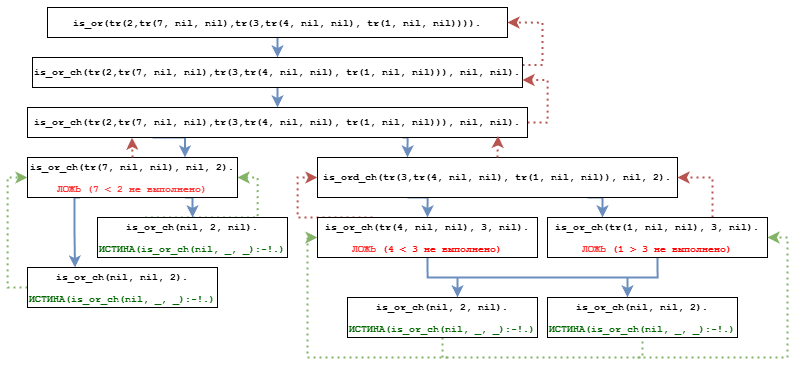 is_or(tr(2,tr(7, nil, nil),tr(3,tr(4, nil, nil), tr(1, nil, nil)))).
is_or_ch(tr(2,tr(7, nil, nil),tr(3,tr(4, nil, nil), tr(1, nil, nil))), nil, nil).
is_or_ch(tr(2,tr(7, nil, nil),tr(3,tr(4, nil, nil), tr(1, nil, nil))), nil, nil).
is_or_ch(tr(7, nil, nil), nil, 2).
ЛОЖЬ (7 < 2 не выполнено)
is_ord_ch(tr(3,tr(4, nil, nil), tr(1, nil, nil)), nil, 2).
is_or_ch(nil, 2, nil).
ИСТИНА(is_or_ch(nil, _, _):-!.)
is_or_ch(tr(4, nil, nil), 3, nil).
ЛОЖЬ (4 < 3 не выполнено)
is_or_ch(tr(1, nil, nil), 3, nil).
ЛОЖЬ (1 > 3 не выполнено)
is_or_ch(nil, nil, 2).
ИСТИНА(is_or_ch(nil, _, _):-!.)
is_or_ch(nil, 2, nil).
ИСТИНА(is_or_ch(nil, _, _):-!.)
is_or_ch(nil, nil, 2).
ИСТИНА(is_or_ch(nil, _, _):-!.)